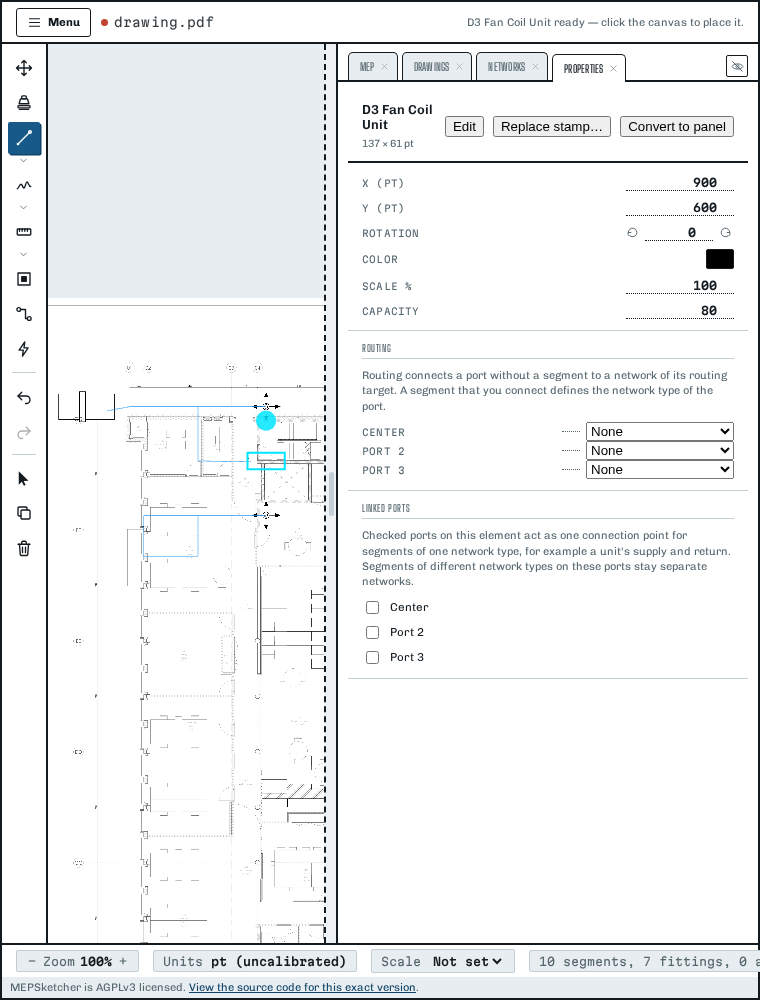 Menu
drawing.pdf
D3 Fan Coil Unit ready — click the canvas to place it.
MEP
DRAWINGS
NETWORKS
PROPERTIES
D3 Fan Coil
Unit
137 × 61 pt
Edit
Replace stamp…
Convert to panel
X (PT) 900
Y (PT) 600
ROTATION 0
COLOR
SCALE % 100
CAPACITY 80
ROUTING
Routing connects a port without a segment to a network of its routing
target. A segment that you connect defines the network type of the
port.
CENTER None
PORT 2 None
PORT 3 None
LINKED PORTS
Checked ports on this element act as one connection point for
segments of one network type, for example a unit's supply and return.
Segments of different network types on these ports stay separate
networks.
Center
Port 2
Port 3
− Zoom 100% +
Units pt (uncalibrated)
Scale Not set
10 segments, 7 fittings, 0 a
MEPSketcher is AGPLv3 licensed. View the source code for this exact version.